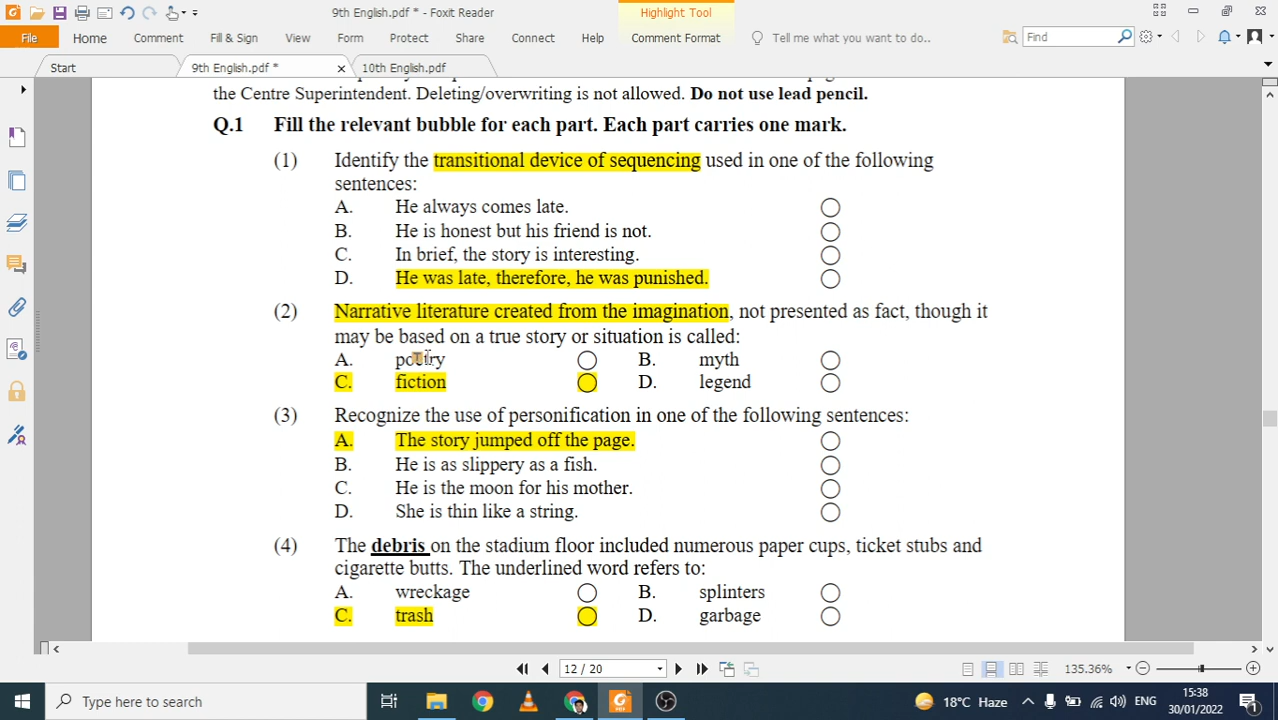 9th English.pdf * - Foxit Reader
Highlight Tool
File Home Comment Fill & Sign View Form Protect Share Connect Help Comment Format Tell me what you want to do.. Find
Start 9th English.pdf * 10th English.pdf
the Centre Superintendent. Deleting/overwriting is not allowed. Do not use lead pencil.
Q.1 Fill the relevant bubble for each part. Each part carries one mark.
(1) Identify the transitional device of sequencing used in one of the following
sentences:
A. He always comes late.
B. He is honest but his friend is not.
C. In brief, the story is interesting.
D. He was late, therefore, he was punished.
(2) Narrative literature created from the imagination, not presented as fact, though it
may be based on a true story or situation is called:
A. poetry B. myth
C. fiction D. legend
(3) Recognize the use of personification in one of the following sentences:
A. The story jumped off the page.
B. He is as slippery as a fish.
C. He is the moon for his mother.
D. She is thin like a string.
(4) The debris on the stadium floor included numerous paper cups, ticket stubs and
cigarette butts. The underlined word refers to:
A. wreckage B. splinters
C. trash D. garbage
12 / 20 135.36%
Type here to search 18°C Haze ENG 15:38
30/01/2022